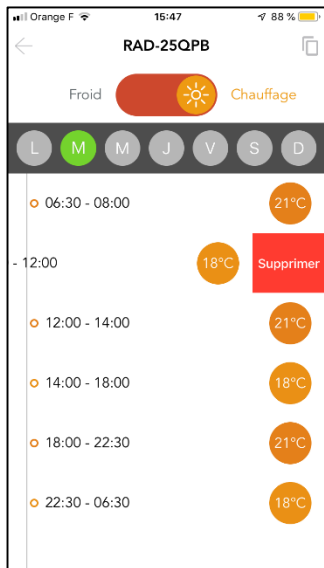 Orange F 15:47 88 %
RAD-25QPB
Froid Chauffage
L M M J V S D
06:30 - 08:00 21°C
- 12:00 18°C Supprimer
12:00 - 14:00 21°C
14:00 - 18:00 18°C
18:00 - 22:30 21°C
22:30 - 06:30 18°C